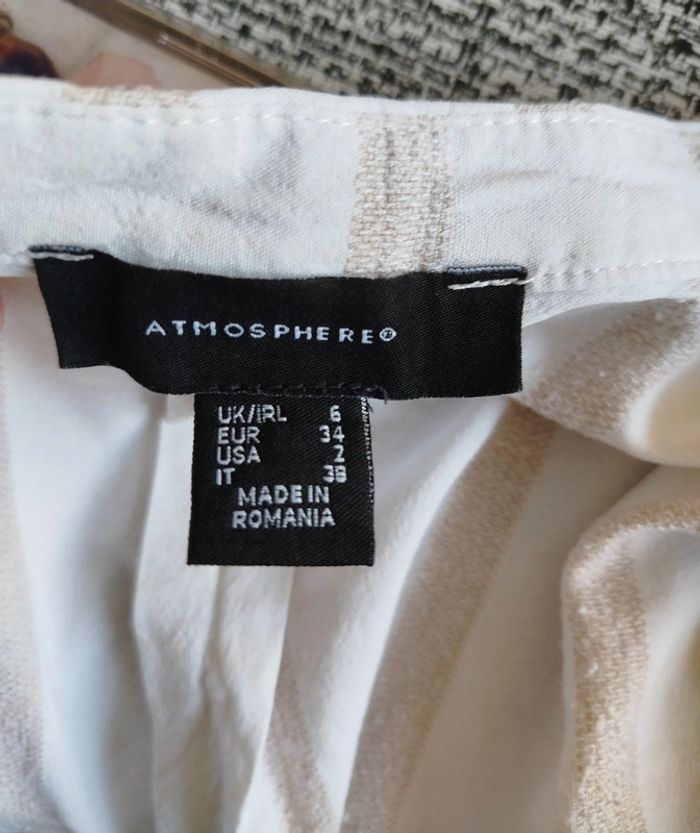 ATMOSPHERE®
UK/IRL 6
EUR 34
USA 2
IT 38
MADE IN
ROMANIA